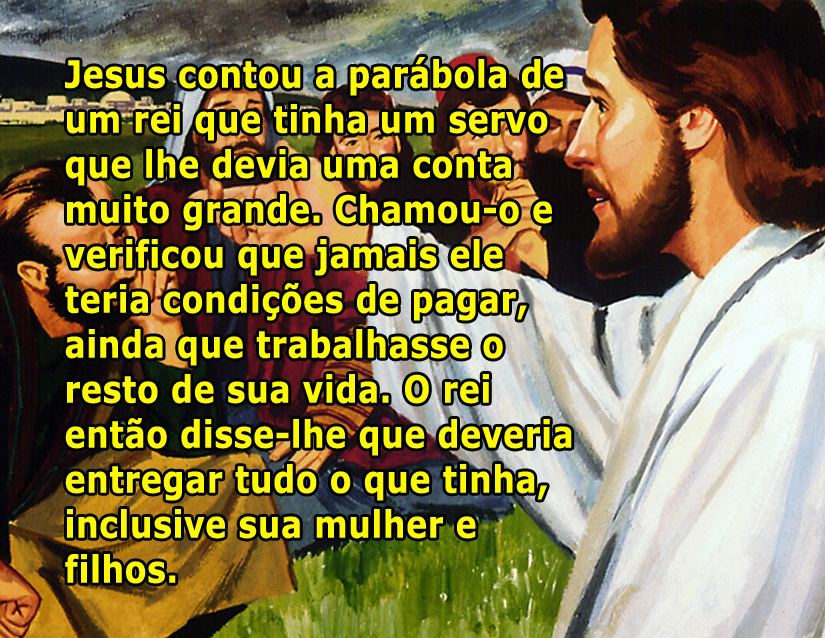 Jesus contou a parábola de
um rei que tinha um servo
que lhe devia uma conta
muito grande. Chamou-o e
verificou que jamais ele
teria condições de pagar,
ainda que trabalhasse o
resto de sua vida. O rei
então disse-lhe que deveria
entregar tudo o que tinha,
inclusive sua mulher e
filhos.